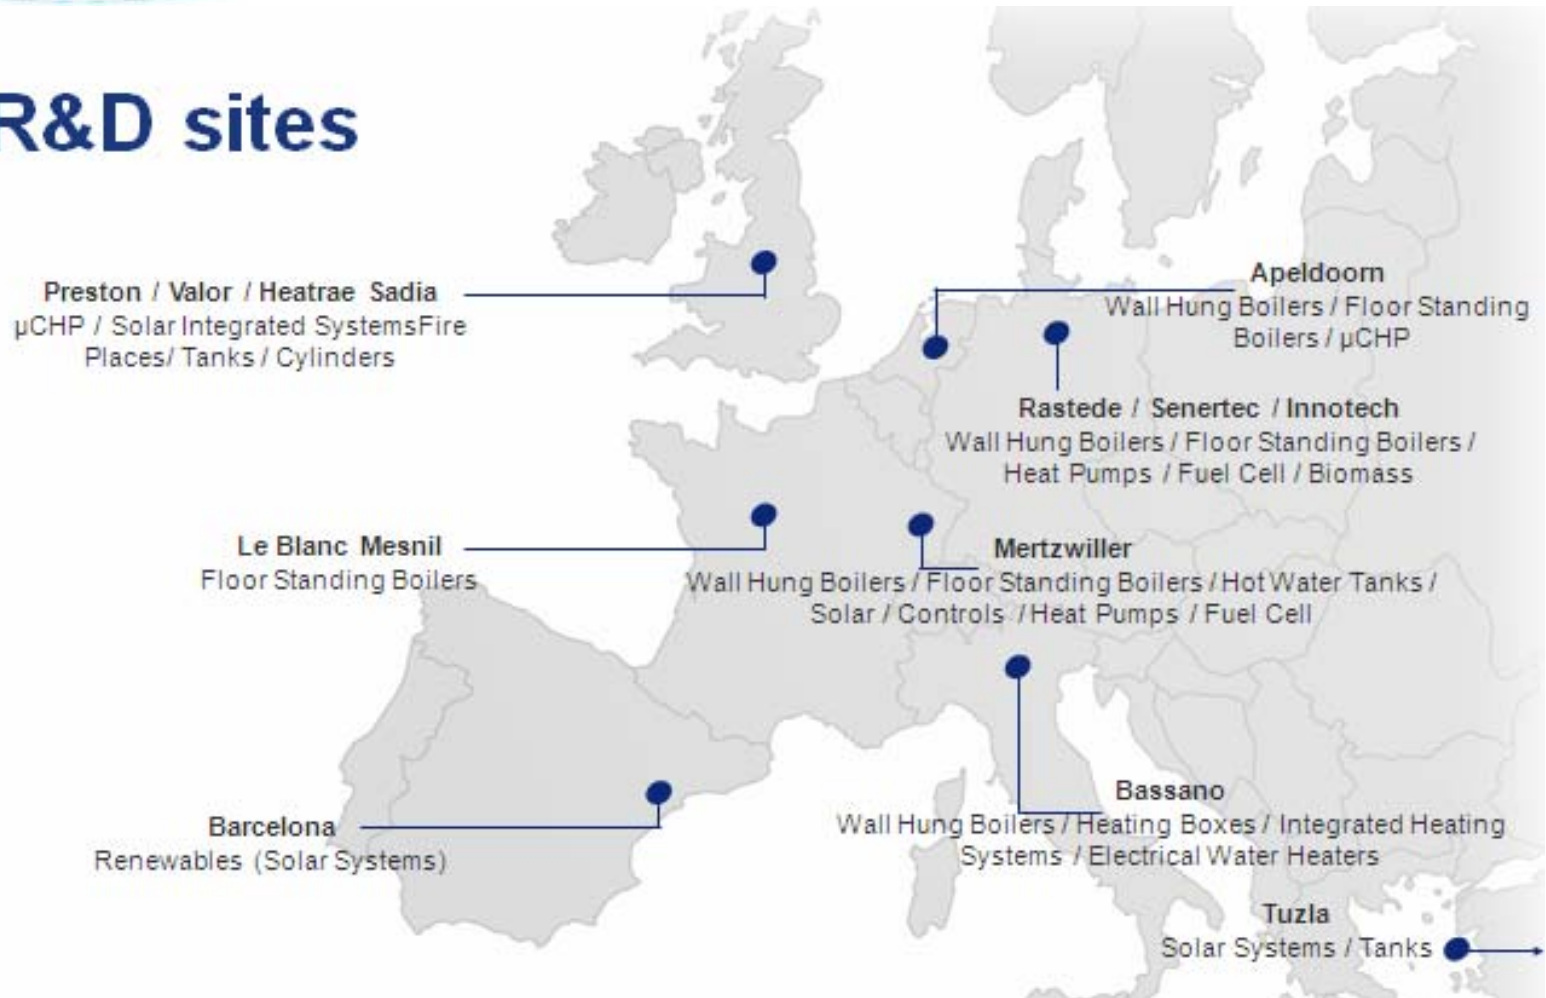 R&D sites
Preston / Valor / Heatrae Sadia
µCHP / Solar Integrated SystemsFire
Places/ Tanks / Cylinders
Apeldoorn
Wall Hung Boilers / Floor Standing
Boilers / µCHP
Rastede / Senertec / Innotech
Wall Hung Boilers / Floor Standing Boilers /
Heat Pumps / Fuel Cell / Biomass
Le Blanc Mesnil
Floor Standing Boilers
Mertzwiller
Wall Hung Boilers / Floor Standing Boilers / Hot Water Tanks /
Solar / Controls / Heat Pumps / Fuel Cell
Barcelona
Renewables (Solar Systems)
Bassano
Wall Hung Boilers / Heating Boxes / Integrated Heating
Systems / Electrical Water Heaters
Tuzla
Solar Systems / Tanks